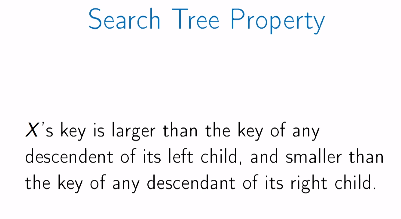 Search Tree Property
X's key is larger than the key of any
descendent of its left child, and smaller than
the key of any descendant of its right child.